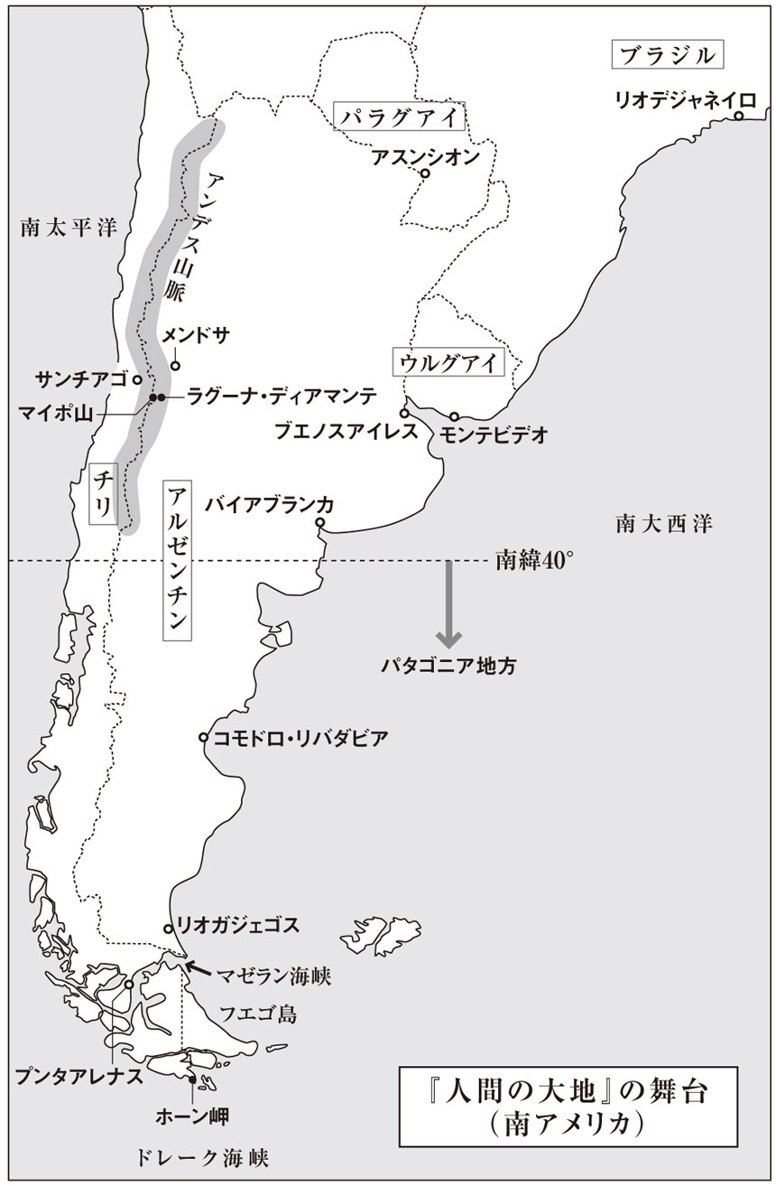 ブラジル
リオデジャネイロ
パラグアイ
アスンシオン
南太平洋
アンデス山脈
メンドサ
サンチアゴ
ラグーナ・ディアマンテ
マイポ山
ウルグアイ
ブエノスアイレス
モンテビデオ
チリ
アルゼンチン
バイアブランカ
南大西洋
南緯40°
パタゴニア地方
コモドロ・リバダビア
リオガジェゴス
マゼラン海峡
フエゴ島
プンタアレナス
ホーン岬
ドレーク海峡
『人間の大地』の舞台
（南アメリカ）